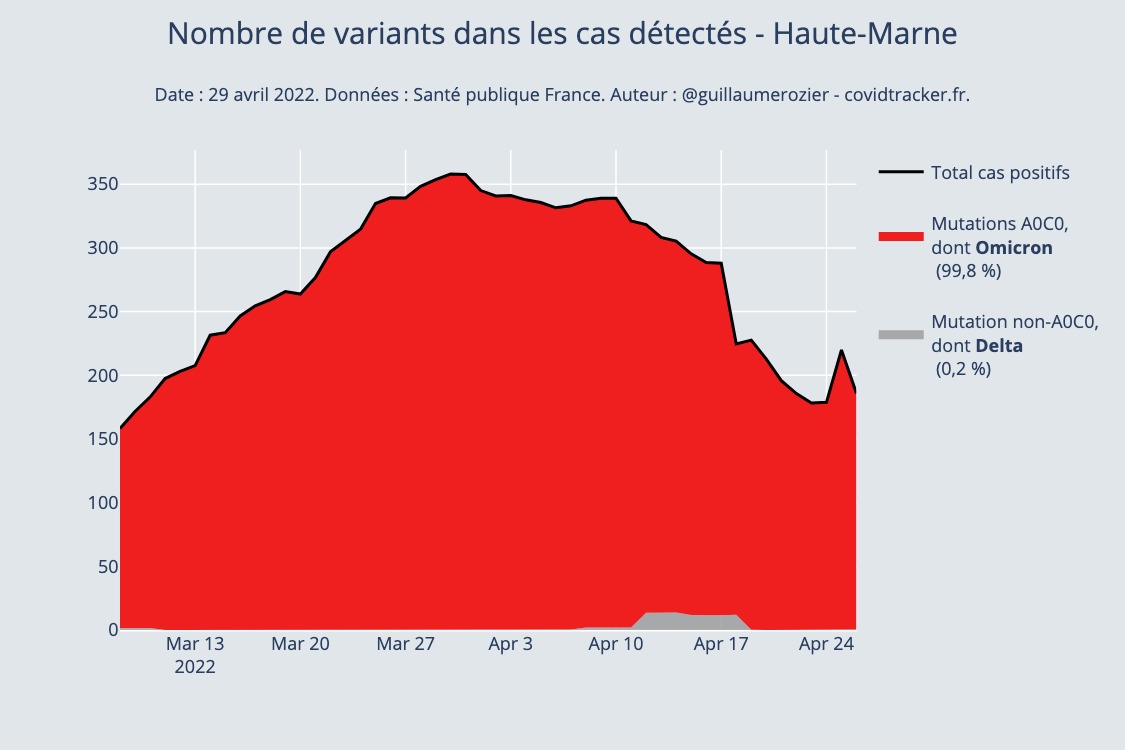 Nombre de variants dans les cas détectés - Haute-Marne
Date : 29 avril 2022. Données : Santé publique France. Auteur : @guillaumerozier - covidtracker.fr.
350
300
250
200
150
100
50
0
Mar 13
2022
Mar 20
Mar 27
Apr 3
Apr 10
Apr 17
Apr 24
Total cas positifs
Mutations A0C0,
dont Omicron
(99,8 %)
Mutation non-A0C0,
dont Delta
(0,2 %)